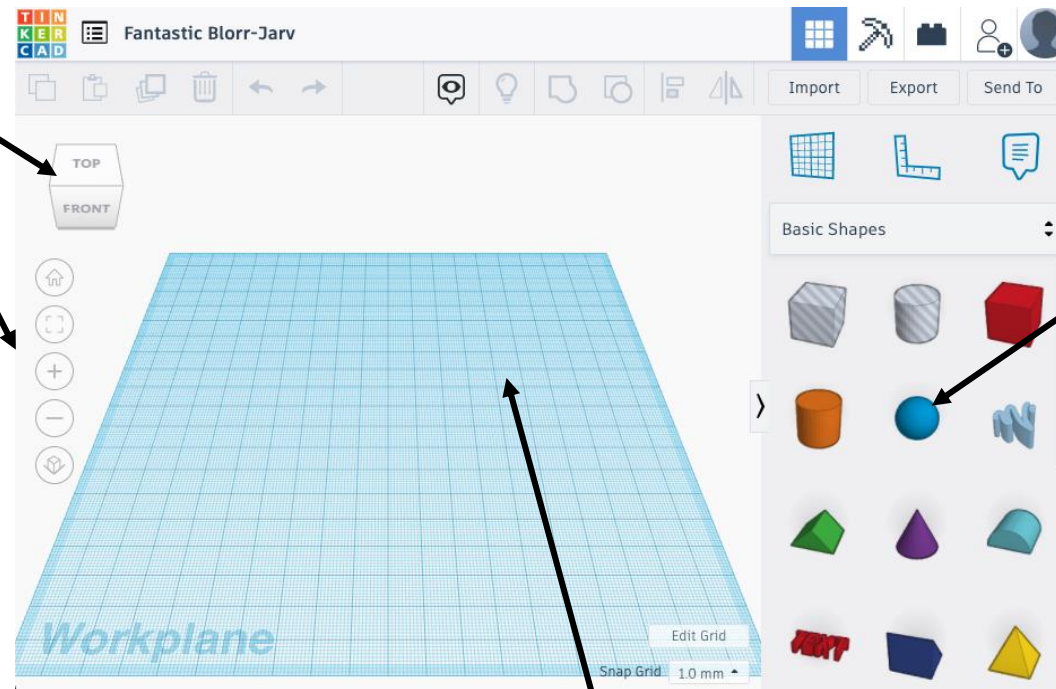 TIN
KER
CAD
Fantastic Blorr-Jarv
Import Export Send To
TOP
FRONT
Basic Shapes
TEXT
Workplane
Edit Grid
Snap Grid 1.0 mm